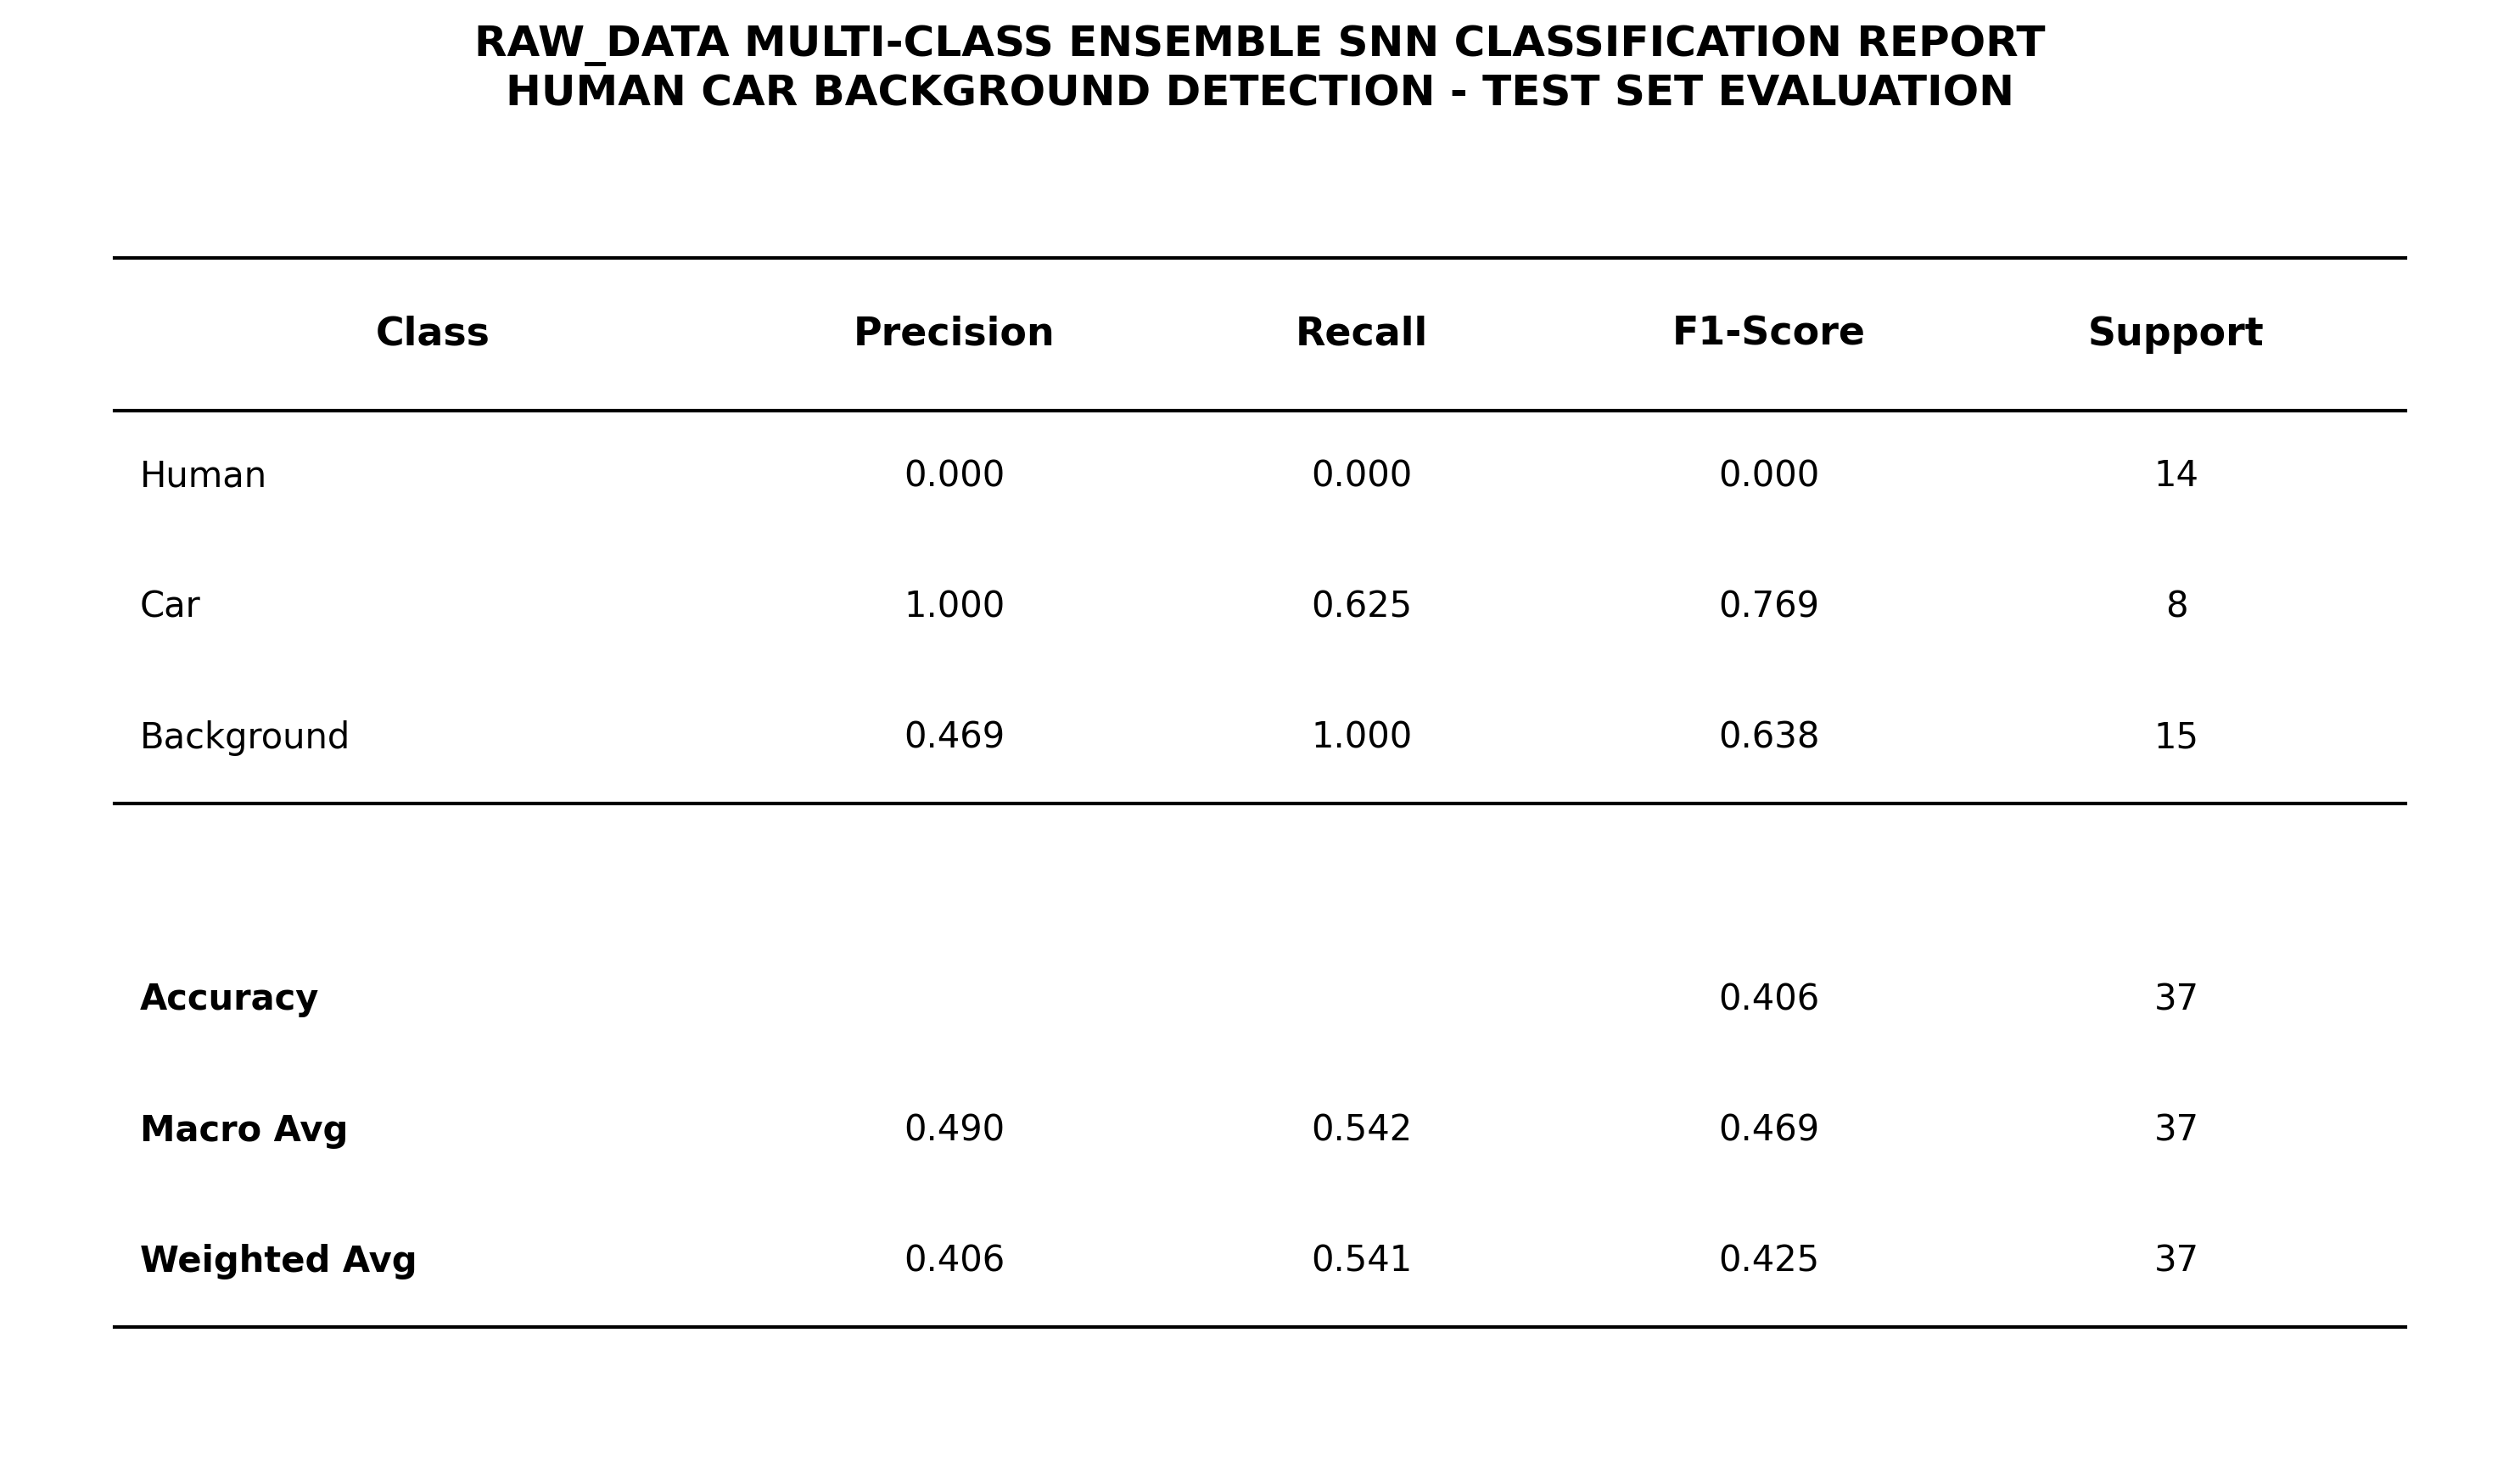 RAW_DATA MULTI-CLASS ENSEMBLE SNN CLASSIFICATION REPORT
HUMAN CAR BACKGROUND DETECTION - TEST SET EVALUATION
Class Precision Recall F1-Score Support
Human 0.000 0.000 0.000 14
Car 1.000 0.625 0.769 8
Background 0.469 1.000 0.638 15
Accuracy 0.406 37
Macro Avg 0.490 0.542 0.469 37
Weighted Avg 0.406 0.541 0.425 37